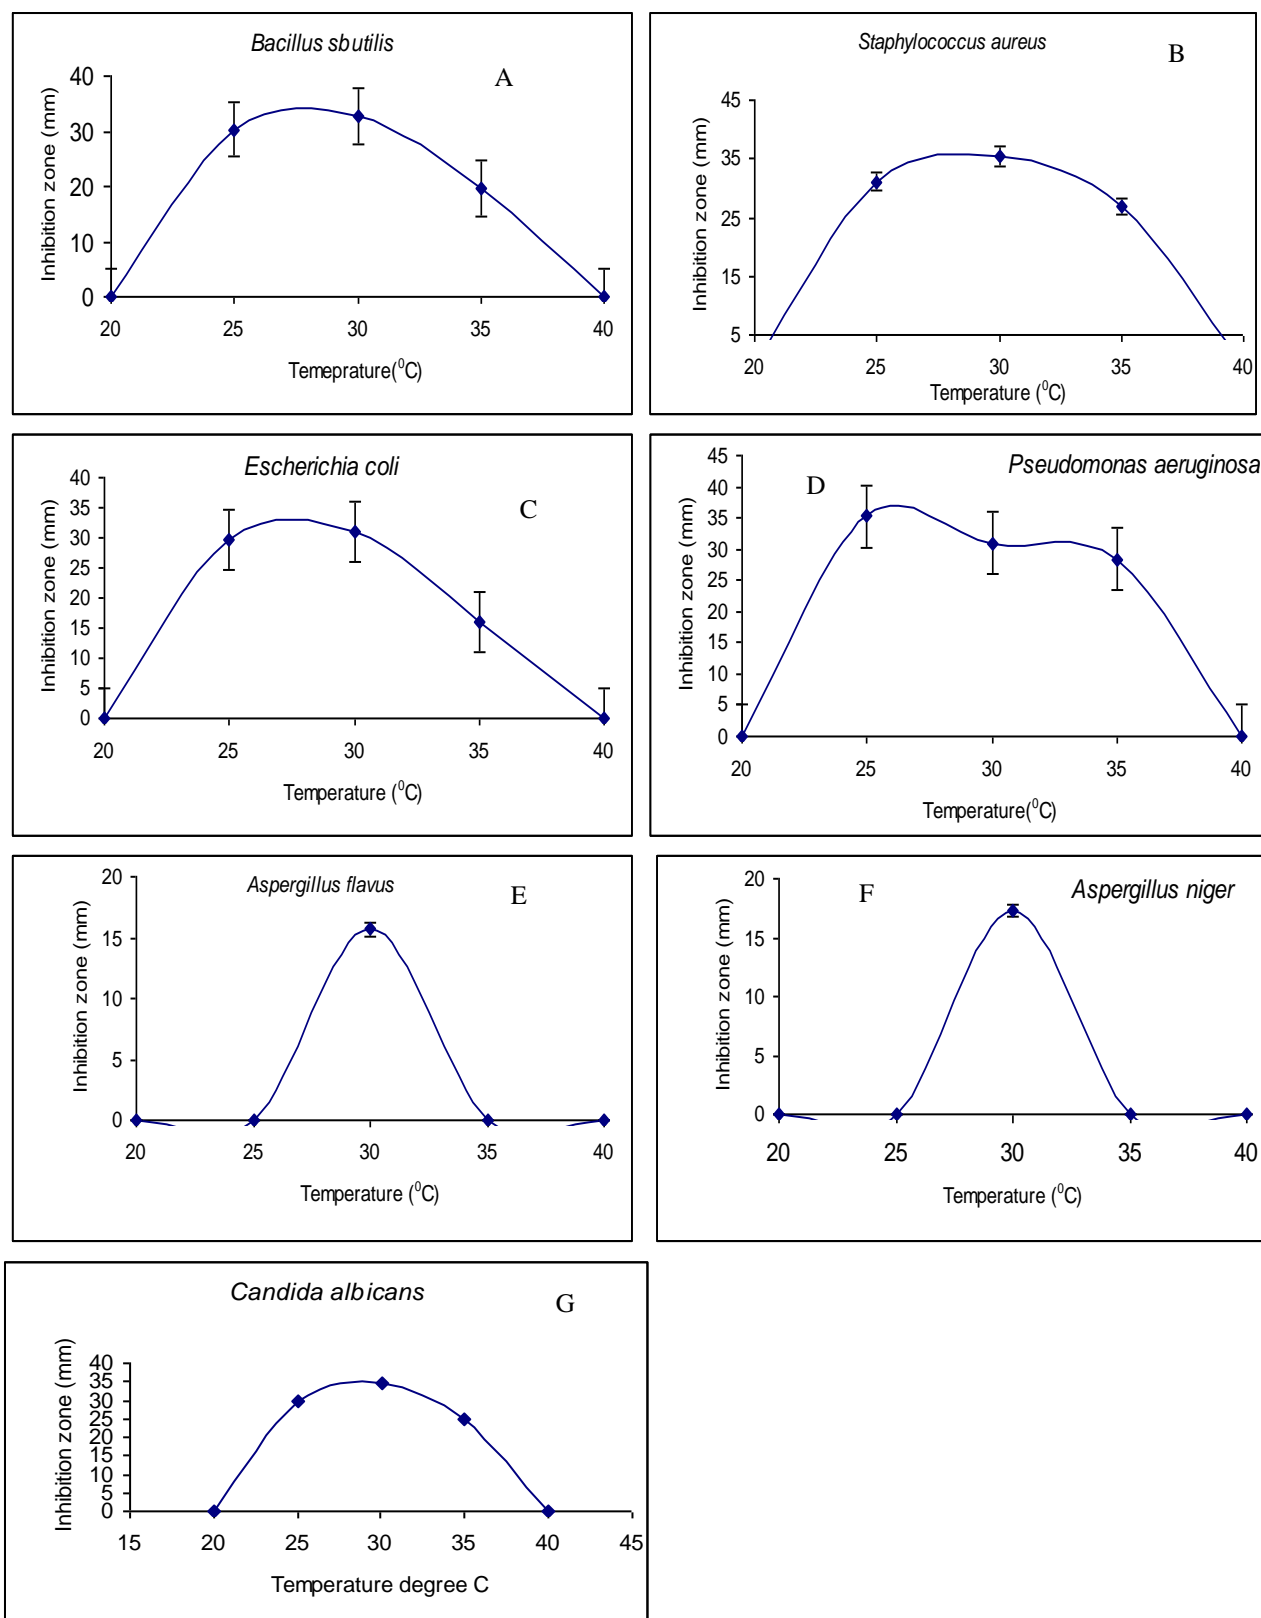 Bacillus sbutilis
A
Inhibition zone (mm)
40
30
20
10
0
20 25 30 35 40
Temeprature(⁰C)
Staphylococcus aureus
B
Inhibition zone (mm)
45
35
25
15
5
20 25 30 35 40
Temperature (⁰C)
Escherichia coli
C
Inhibition zone (mm)
40
35
30
25
20
15
10
5
0
20 25 30 35 40
Temperature (⁰C)
Pseudomonas aeruginosa
D
Inhibition zone (mm)
45
40
35
30
25
20
15
10
5
0
20 25 30 35 40
Temperature(⁰C)
Aspergillus flavus
E
Inhibition zone (mm)
20
15
10
5
0
20 25 30 35 40
Temperature (⁰C)
F
Aspergillus niger
Inhibition zone (mm)
20
15
10
5
0
20 25 30 35 40
Temperature (⁰C)
Candida albicans
G
Inhibition zone (mm)
40
35
30
25
20
15
10
5
0
15 20 25 30 35 40 45
Temperature degree C